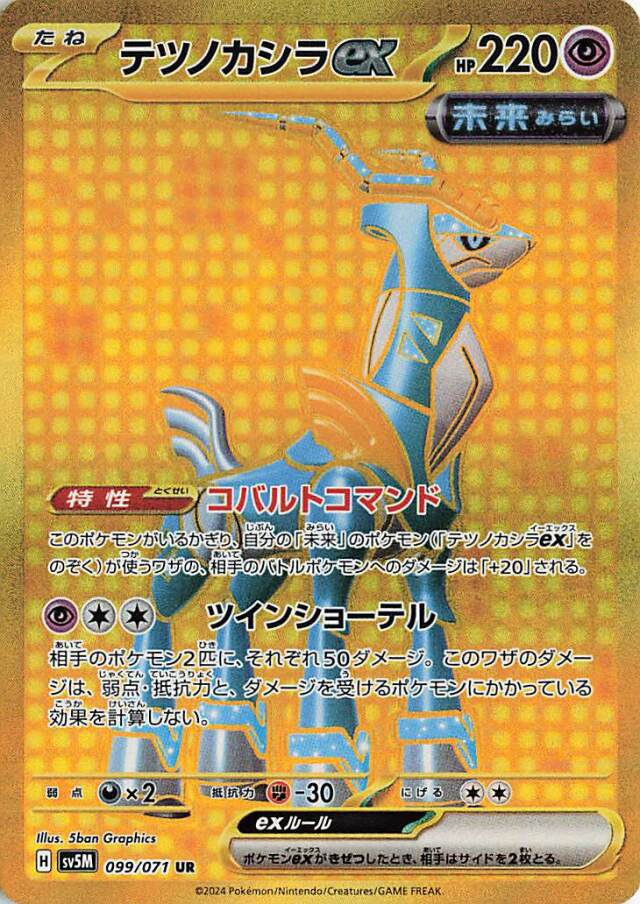 たね
テツノカシラex
HP 220
未来 みらい
特性 とくせい コバルトコマンド
このポケモンがいるかぎり、自分の「未来」のポケモン(「テツノカシラex」を
のぞく)が使うワザの、相手のバトルポケモンへのダメージは「+20」される。
ツインショーテル
相手のポケモン2匹に、それぞれ50ダメージ。このワザのダメー
ジは、弱点・抵抗力と、ダメージを受けるポケモンにかかっている
効果を計算しない。
弱点 ×2 抵抗力 -30 にげる
Illus. 5ban Graphics
exルール
ポケモンexがきぜつしたとき、相手はサイドを2枚とる。
H sv5M 099/071 UR
©2024 Pokémon/Nintendo/Creatures/GAME FREAK.